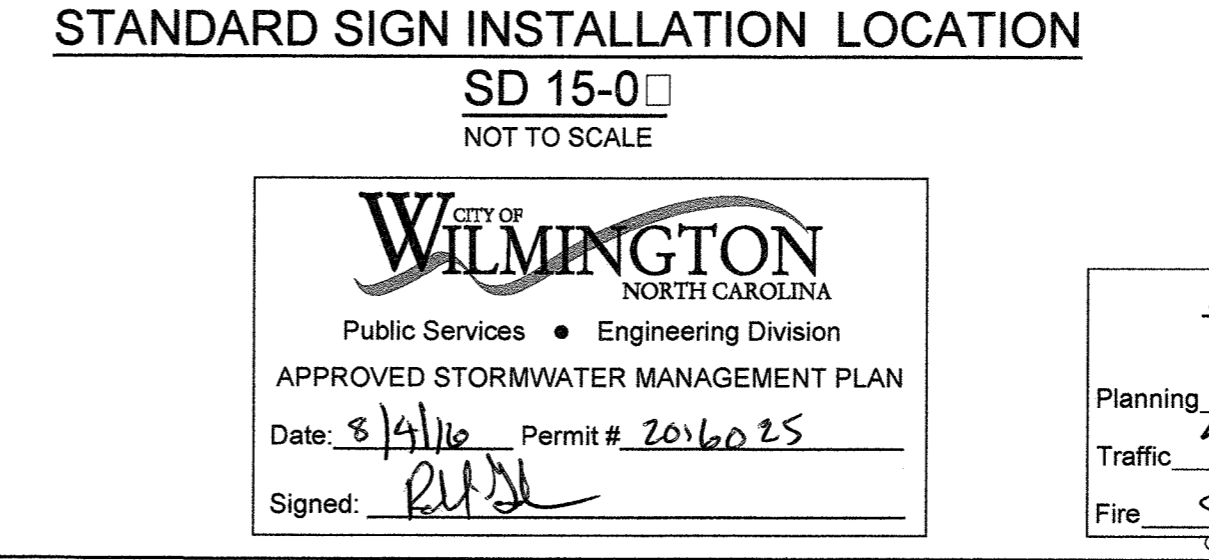 STANDARD SIGN INSTALLATION LOCATION
SD 15-0□
NOT TO SCALE
CITY OF
WILMINGTON
NORTH CAROLINA
Public Services ● Engineering Division
APPROVED STORMWATER MANAGEMENT PLAN
Date: 8/4/16 Permit # 2016025
Signed:
Planning
Traffic
Fire